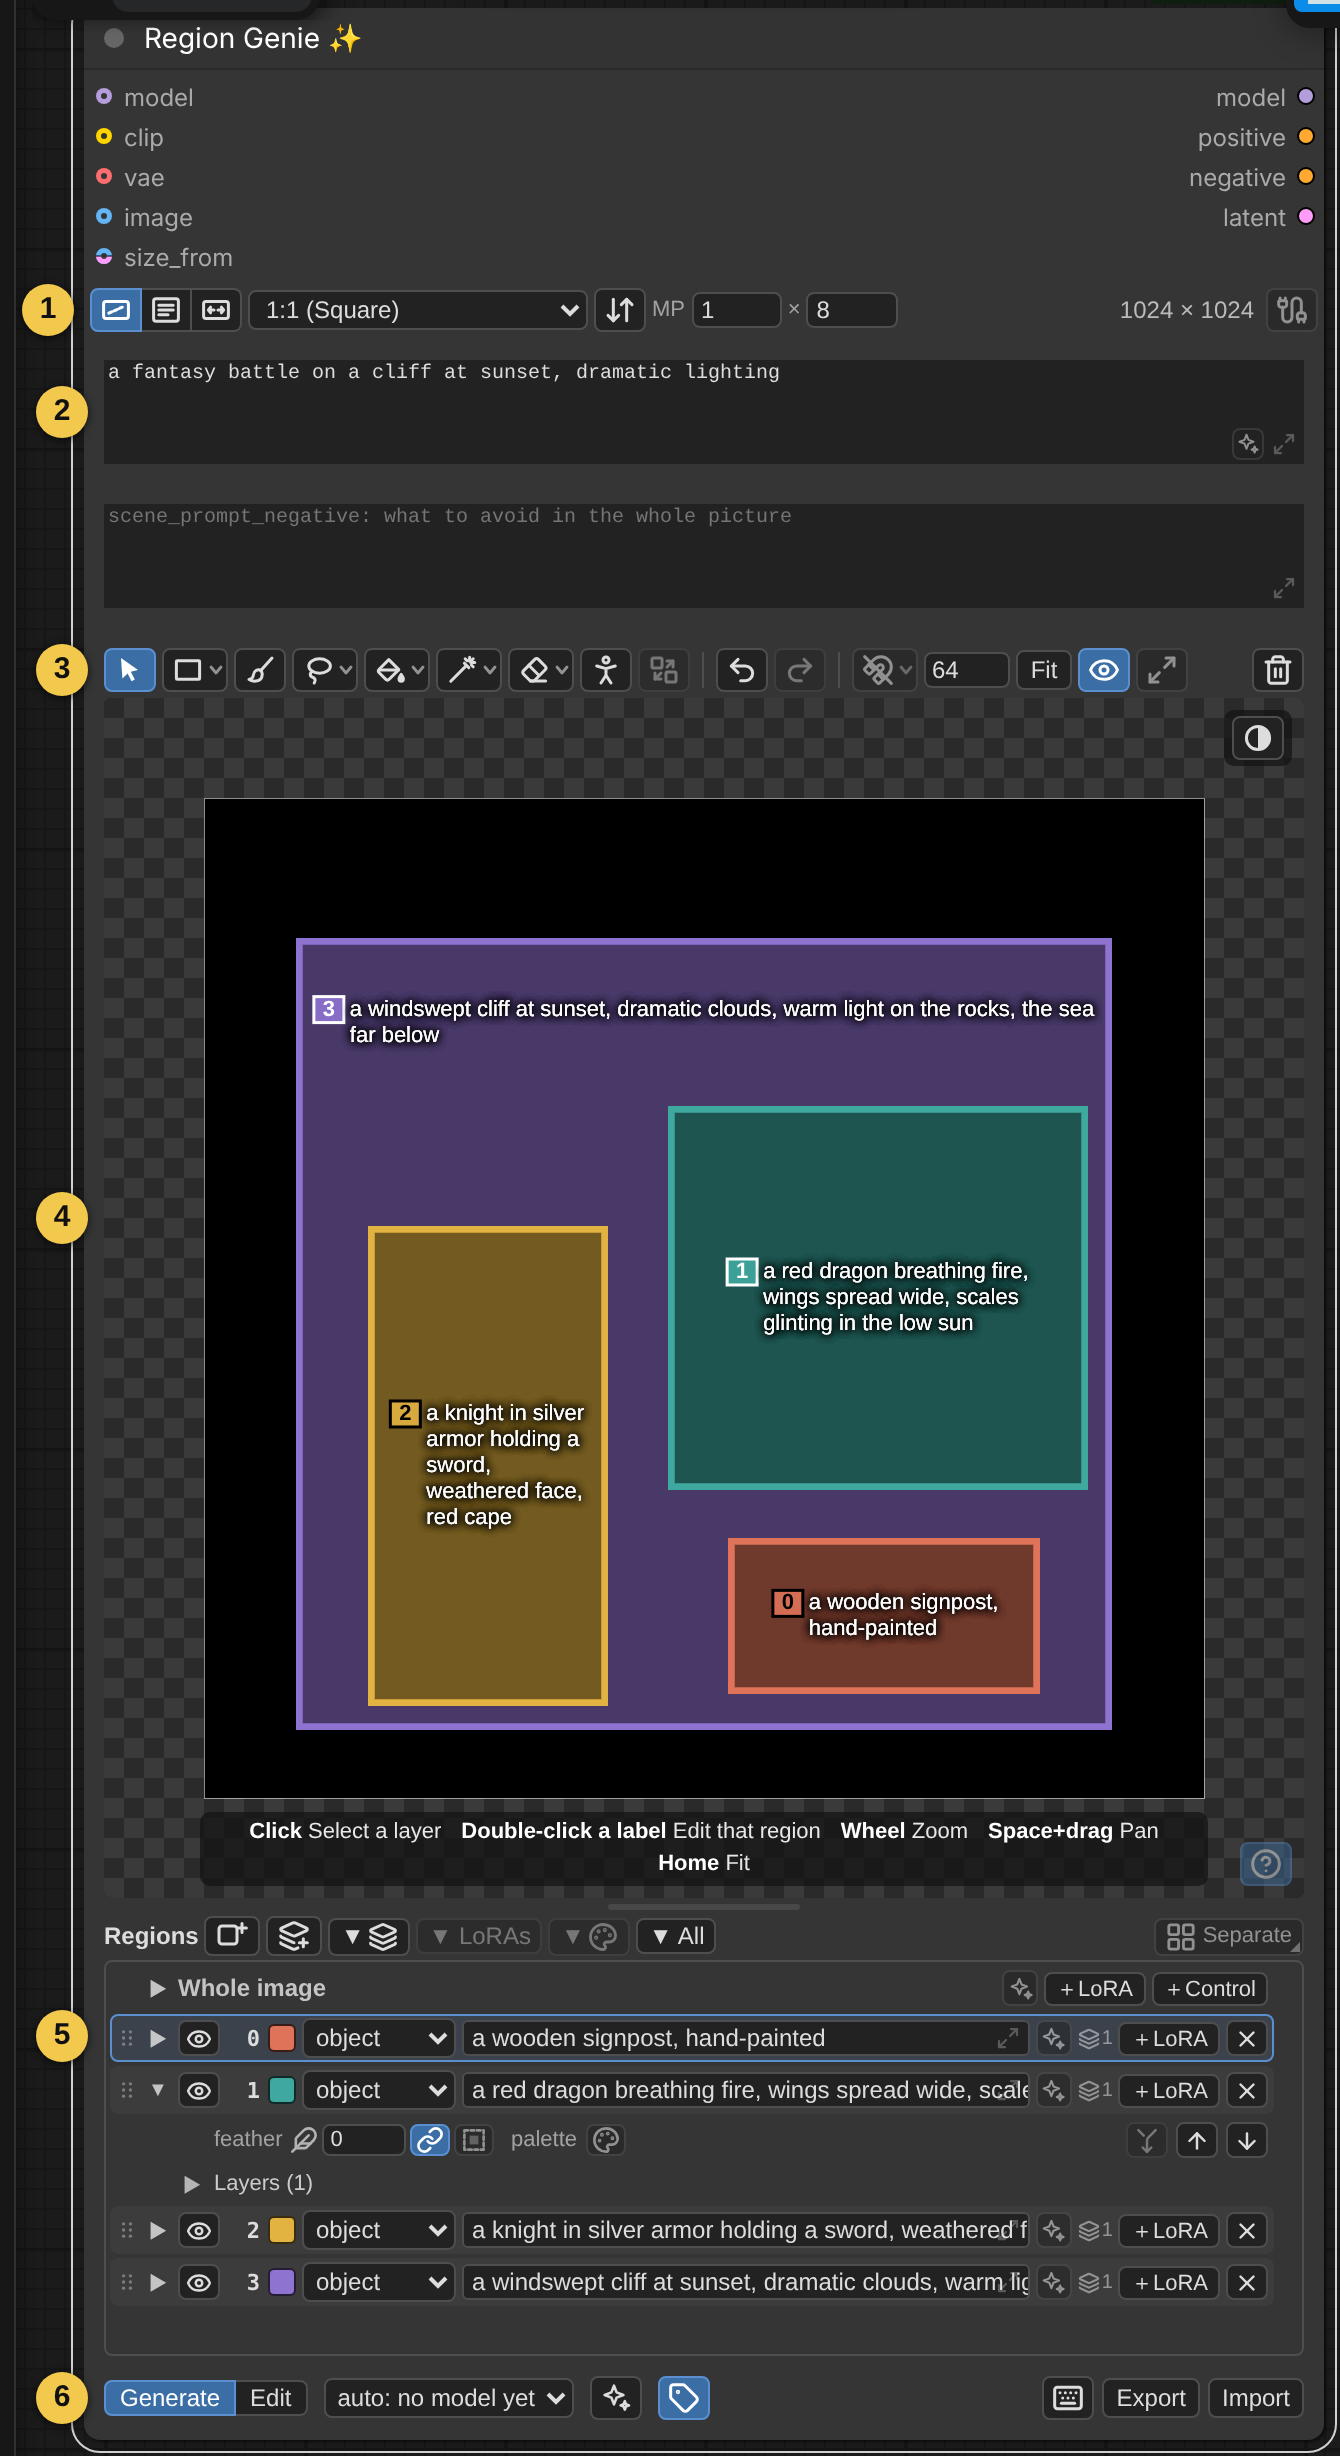 Region Genie ✨
model model
clip positive
vae negative
image latent
size_from
1 1:1 (Square) MP 1 × 8 1024 × 1024
a fantasy battle on a cliff at sunset, dramatic lighting
2
scene_prompt_negative: what to avoid in the whole picture
3 64 Fit
3 a windswept cliff at sunset, dramatic clouds, warm light on the rocks, the sea
far below
4
1 a red dragon breathing fire,
wings spread wide, scales
glinting in the low sun
2 a knight in silver
armor holding a
sword,
weathered face,
red cape
0 a wooden signpost,
hand-painted
Click Select a layer Double-click a label Edit that region Wheel Zoom Space+drag Pan
Home Fit
Regions ▼ ▼ LoRAs ▼ ▼ All Separate
▶ Whole image +LoRA +Control
5 0 object a wooden signpost, hand-painted 1 +LoRA ×
1 object a red dragon breathing fire, wings spread wide, scale 1 +LoRA ×
feather 0 palette ↑ ↓
▶ Layers (1)
2 object a knight in silver armor holding a sword, weathered f 1 +LoRA ×
3 object a windswept cliff at sunset, dramatic clouds, warm lig 1 +LoRA ×
6 Generate Edit auto: no model yet Export Import